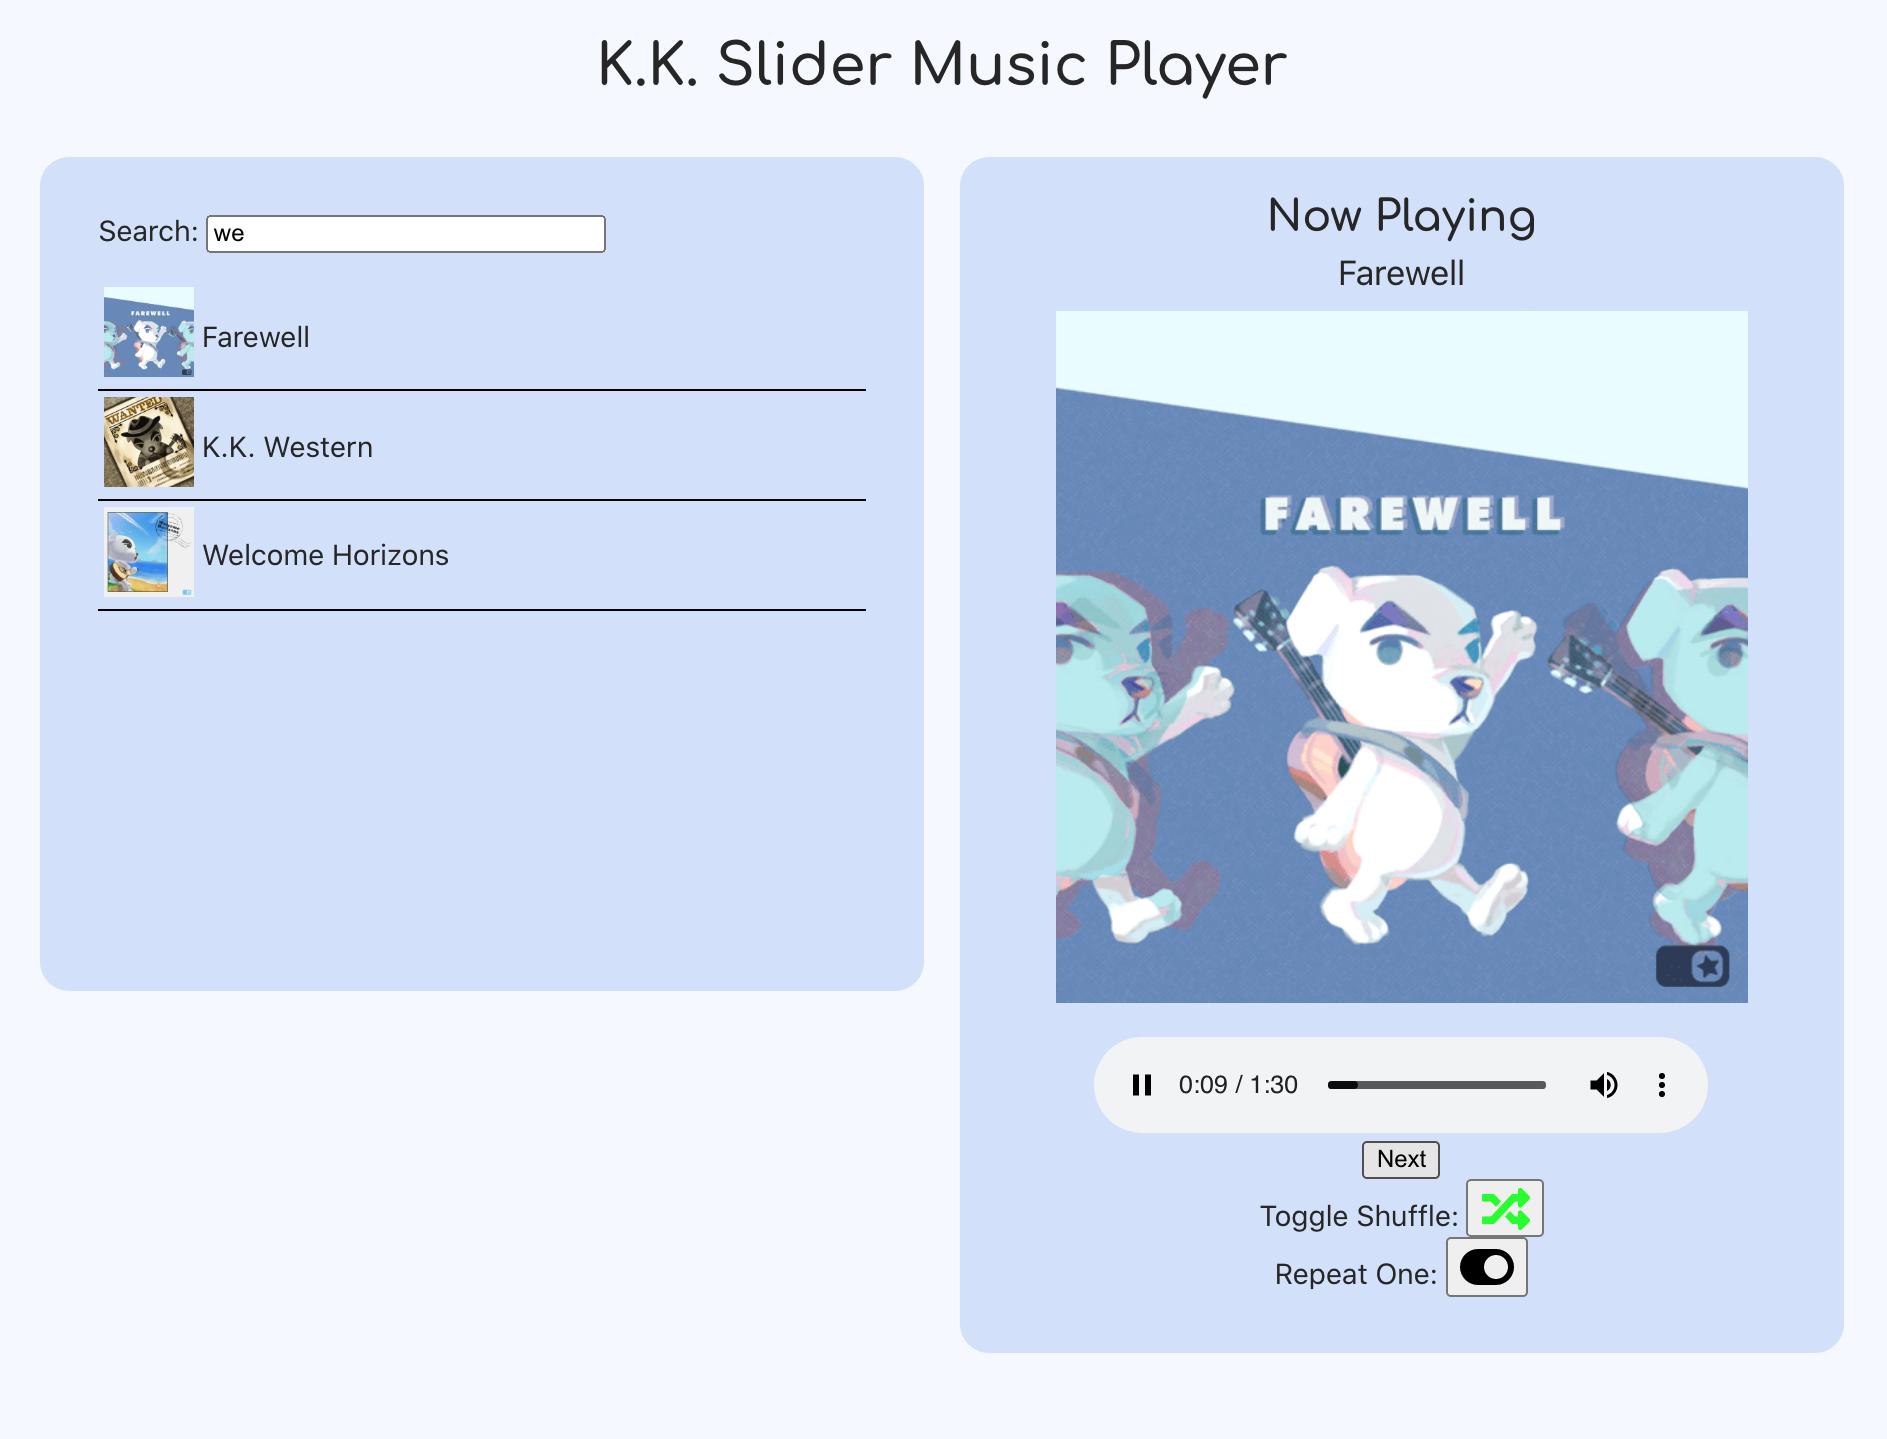 K.K. Slider Music Player
Search: we
FAREWELL
Farewell
WANTED
K.K. Western
Welcome Horizons
Now Playing
Farewell
FAREWELL
0:09 / 1:30
Next
Toggle Shuffle:
Repeat One: